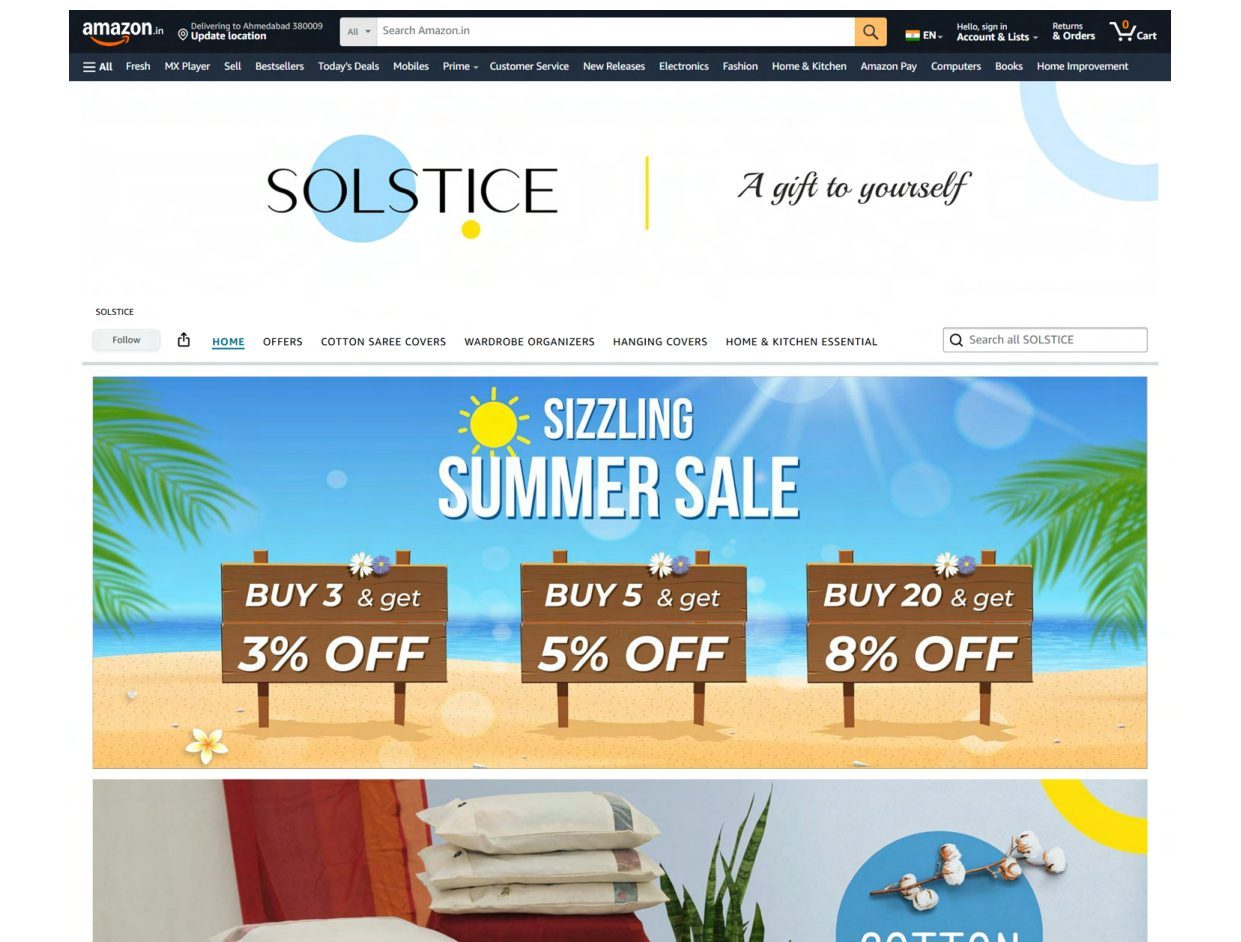 amazon.in
Delivering to Ahmedabad 380009
Update location
All
Search Amazon.in
EN
Hello, sign in
Account & Lists
Returns
& Orders
0
Cart
All Fresh MX Player Sell Bestsellers Today's Deals Mobiles Prime Customer Service New Releases Electronics Fashion Home & Kitchen Amazon Pay Computers Books Home Improvement
SOLSTICE
A gift to yourself
SOLSTICE
Follow
HOME OFFERS COTTON SAREE COVERS WARDROBE ORGANIZERS HANGING COVERS HOME & KITCHEN ESSENTIAL
Search all SOLSTICE
SIZZLING
SUMMER SALE
BUY 3 & get
3% OFF
BUY 5 & get
5% OFF
BUY 20 & get
8% OFF
COTTON